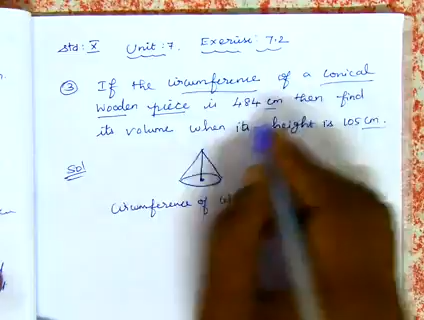 Std: X Unit: 7. Exercise: 7.2
③ If the circumference of a conical
wooden piece is 484 cm then find
its volume when its height is 105 cm.
Sol
Circumference of